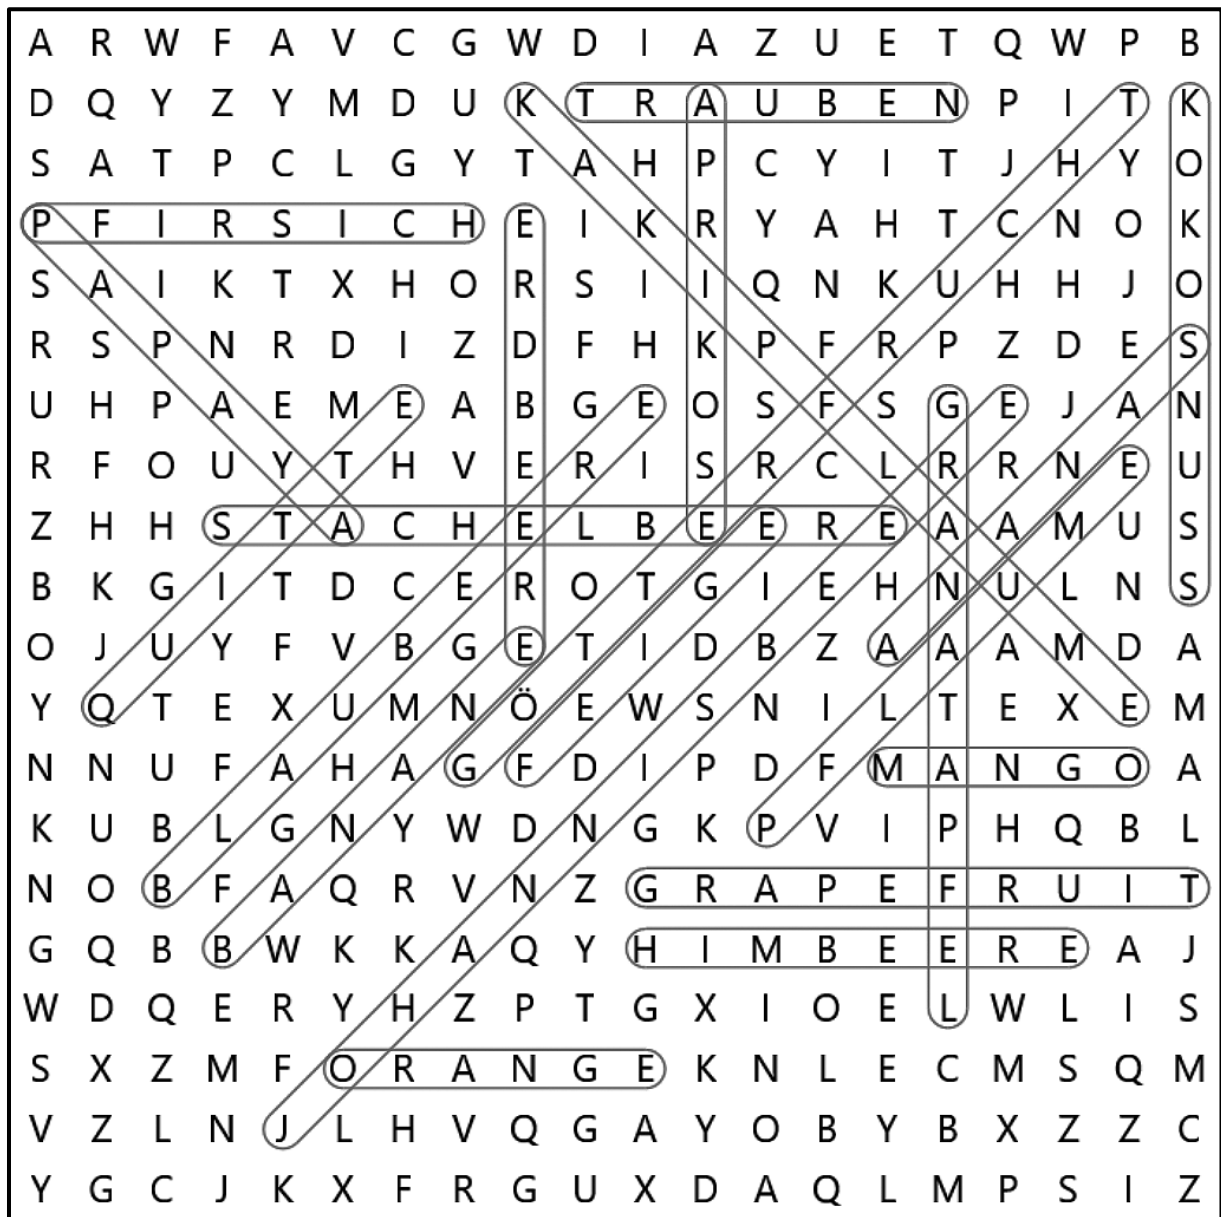 A R W F A V C G W D I A Z U E T Q W P B
D Q Y Z Y M D U K T R A U B E N P I T K
S A T P C L G Y T A H P C Y I T J H Y O
P F I R S I C H E I K R Y A H T C N O K
S A I K T X H O R S I I Q N K U H H J O
R S P N R D I Z D F H K P F R P Z D E S
U H P A E M E A B G E O S F S G E J A N
R F O U Y T H V E R I S R C L R R N E U
Z H H S T A C H E L B E E R E A A M U S
B K G I T D C E R O T G I E H N U L N S
O J U Y F V B G E T I D B Z A A A M D A
Y Q T E X U M N Ö E W S N I L T E X E M
N N U F A H A G F D I P D F M A N G O A
K U B L G N Y W D N G K P V I P H Q B L
N O B F A Q R V N Z G R A P E F R U I T
G Q B B W K K A Q Y H I M B E E R E A J
W D Q E R Y H Z P T G X I O E L W L I S
S X Z M F O R A N G E K N L E C M S Q M
V Z L N J L H V Q G A Y O B Y B X Z Z C
Y G C J K X F R G U X D A Q L M P S I Z